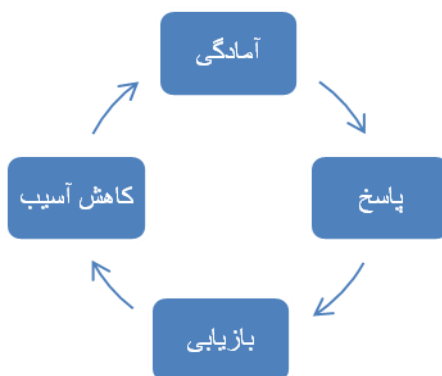 آمادگی
پاسخ
بازیابی
کاهش آسیب